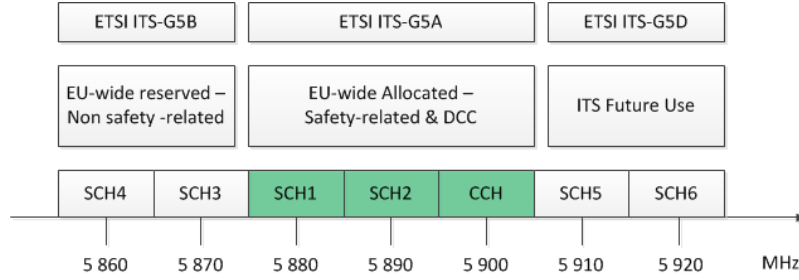 ETSI ITS-G5B
ETSI ITS-G5A
ETSI ITS-G5D
EU-wide reserved –
Non safety -related
EU-wide Allocated –
Safety-related & DCC
ITS Future Use
SCH4
SCH3
SCH1
SCH2
CCH
SCH5
SCH6
5 860
5 870
5 880
5 890
5 900
5 910
5 920
MHz